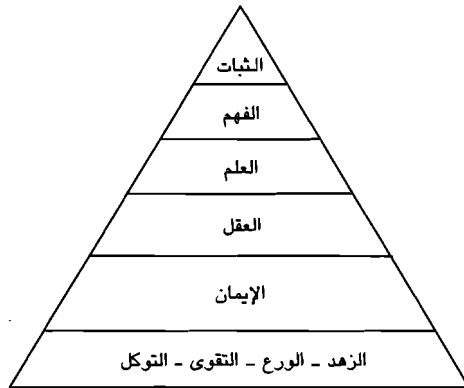 الثبات
الفهم
العلم
العقل
الإيمان
الزهد - الورع - التقوى - التوكل